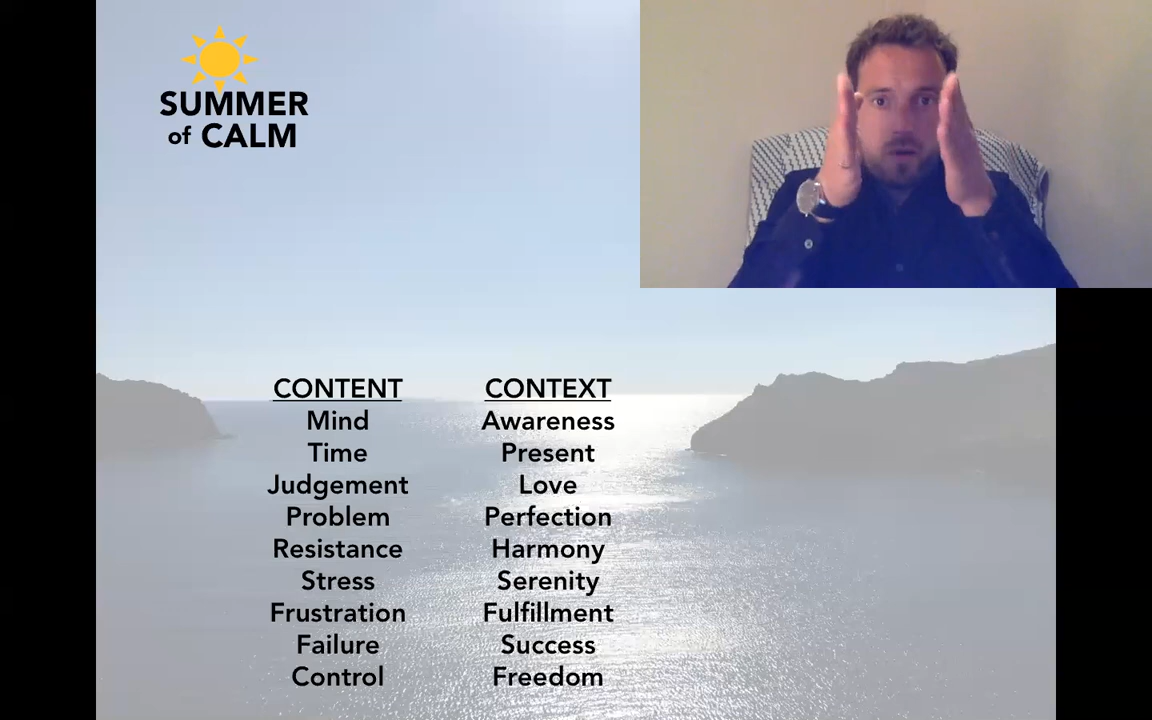 SUMMER
of CALM
CONTENT CONTEXT
Mind Awareness
Time Present
Judgement Love
Problem Perfection
Resistance Harmony
Stress Serenity
Frustration Fulfillment
Failure Success
Control Freedom